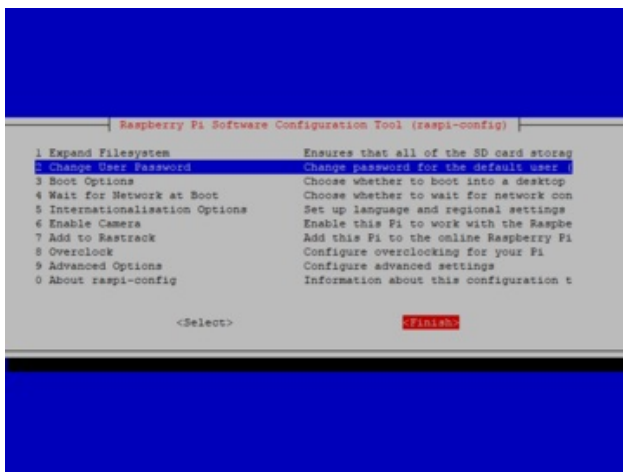 Raspberry Pi Software Configuration Tool (raspi-config)
1 Expand Filesystem Ensures that all of the SD card storag
2 Change User Password Change password for the default user (
3 Boot Options Choose whether to boot into a desktop
4 Wait for Network at Boot Choose whether to wait for network con
5 Internationalisation Options Set up language and regional settings
6 Enable Camera Enable this Pi to work with the Raspbe
7 Add to Rastrack Add this Pi to the online Raspberry Pi
8 Overclock Configure overclocking for your Pi
9 Advanced Options Configure advanced settings
0 About raspi-config Information about this configuration t
<Select> <Finish>